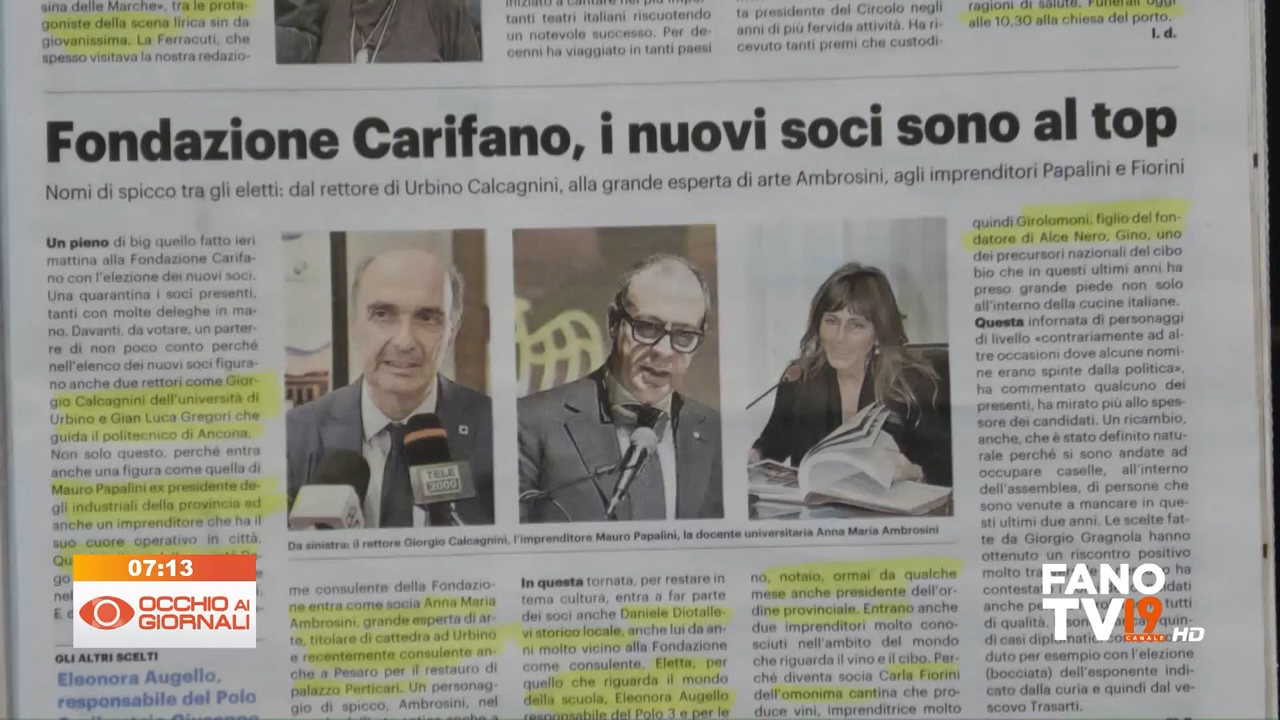 sina delle Marche», tra le prota-
goniste della scena lirica sin da
giovanissima. La Ferracuti, che
spesso visitava la nostra redazio-
tanti teatri italiani riscuotendo
un notevole successo. Per de-
cenni ha viaggiato in tanti paesi
ta presidente del Circolo negli
anni di più fervida attività. Ha ri-
cevuto tanti premi che custodi-
ragioni di salute. Funerali oggi
alle 10,30 alla chiesa del porto.
l. d.
Fondazione Carifano, i nuovi soci sono al top
Nomi di spicco tra gli eletti: dal rettore di Urbino Calcagnini, alla grande esperta di arte Ambrosini, agli imprenditori Papalini e Fiorini
Un pieno di big quello fatto ieri
mattina alla Fondazione Carifa-
no con l'elezione dei nuovi soci.
Una quarantina i soci presenti,
tanti con molte deleghe in ma-
no. Davanti, da votare, un parter-
re di non poco conto perché
nell'elenco dei nuovi soci figura-
no anche due rettori come Gior-
gio Calcagnini dell'università di
Urbino e Gian Luca Gregori che
guida il politecnico di Ancona.
Non solo questo, perché entra
anche una figura come quella di
Mauro Papalini ex presidente de-
gli industriali della provincia ed
anche un imprenditore che ha il
suo cuore operativo in città.
TELE
2000
Da sinistra: il rettore Giorgio Calcagnini, l'imprenditore Mauro Papalini, la docente universitaria Anna Maria Ambrosini
GLI ALTRI SCELTI
Eleonora Augello,
responsabile del Polo
me consulente della Fondazio-
ne entra come socia Anna Maria
Ambrosini, grande esperta di ar-
te, titolare di cattedra ad Urbino
e recentemente consulente an-
che a Pesaro per il restauro di
palazzo Perticari. Un personag-
gio di spicco, Ambrosini, nel
In questa tornata, per restare in
tema cultura, entra a far parte
dei soci anche Daniele Diotalle-
vi storico locale, anche lui da an-
ni molto vicino alla Fondazione
come consulente. Eletta, per
quel che riguarda il mondo
della scuola, Eleonora Augello
responsabile del Polo 3 e per le
no, notaio, ormai da qualche
mese anche presidente dell'or-
dine provinciale. Entrano anche
due imprenditori molto cono-
sciuti nell'ambito del mondo
che riguarda il vino e il cibo. Per-
ché diventa socia Carla Fiorini
dell'omonima cantina che pro-
duce vini, imprenditrice molto
quindi Girolomoni, figlio del fon-
datore di Alce Nero, Gino, uno
dei precursori nazionali del cibo
bio che in questi ultimi anni ha
preso grande piede non solo
all'interno della cucine italiane.
Questa infornata di personaggi
di livello «contrariamente ad al-
tre occasioni dove alcune nomi-
ne erano spinte dalla politica»,
ha commentato qualcuno dei
presenti, ha mirato più allo spes-
sore dei candidati. Un ricambio,
anche, che è stato definito natu-
rale perché si sono andate ad
occupare caselle, all'interno
dell'assemblea, di persone che
sono venute a mancare in que-
sti ultimi due anni. Le scelte fat-
te da Giorgio Gragnola hanno
ottenuto un riscontro positivo
molto
contesta
anche tutti
di qualità.
di casi
duto per esempio con l'elezione
(bocciata) dell'esponente indi-
cato dalla curia e quindi dal ve-
scovo Trasarti.
07:13
OCCHIO AI
GIORNALI
FANO
TV 19
CANALE HD